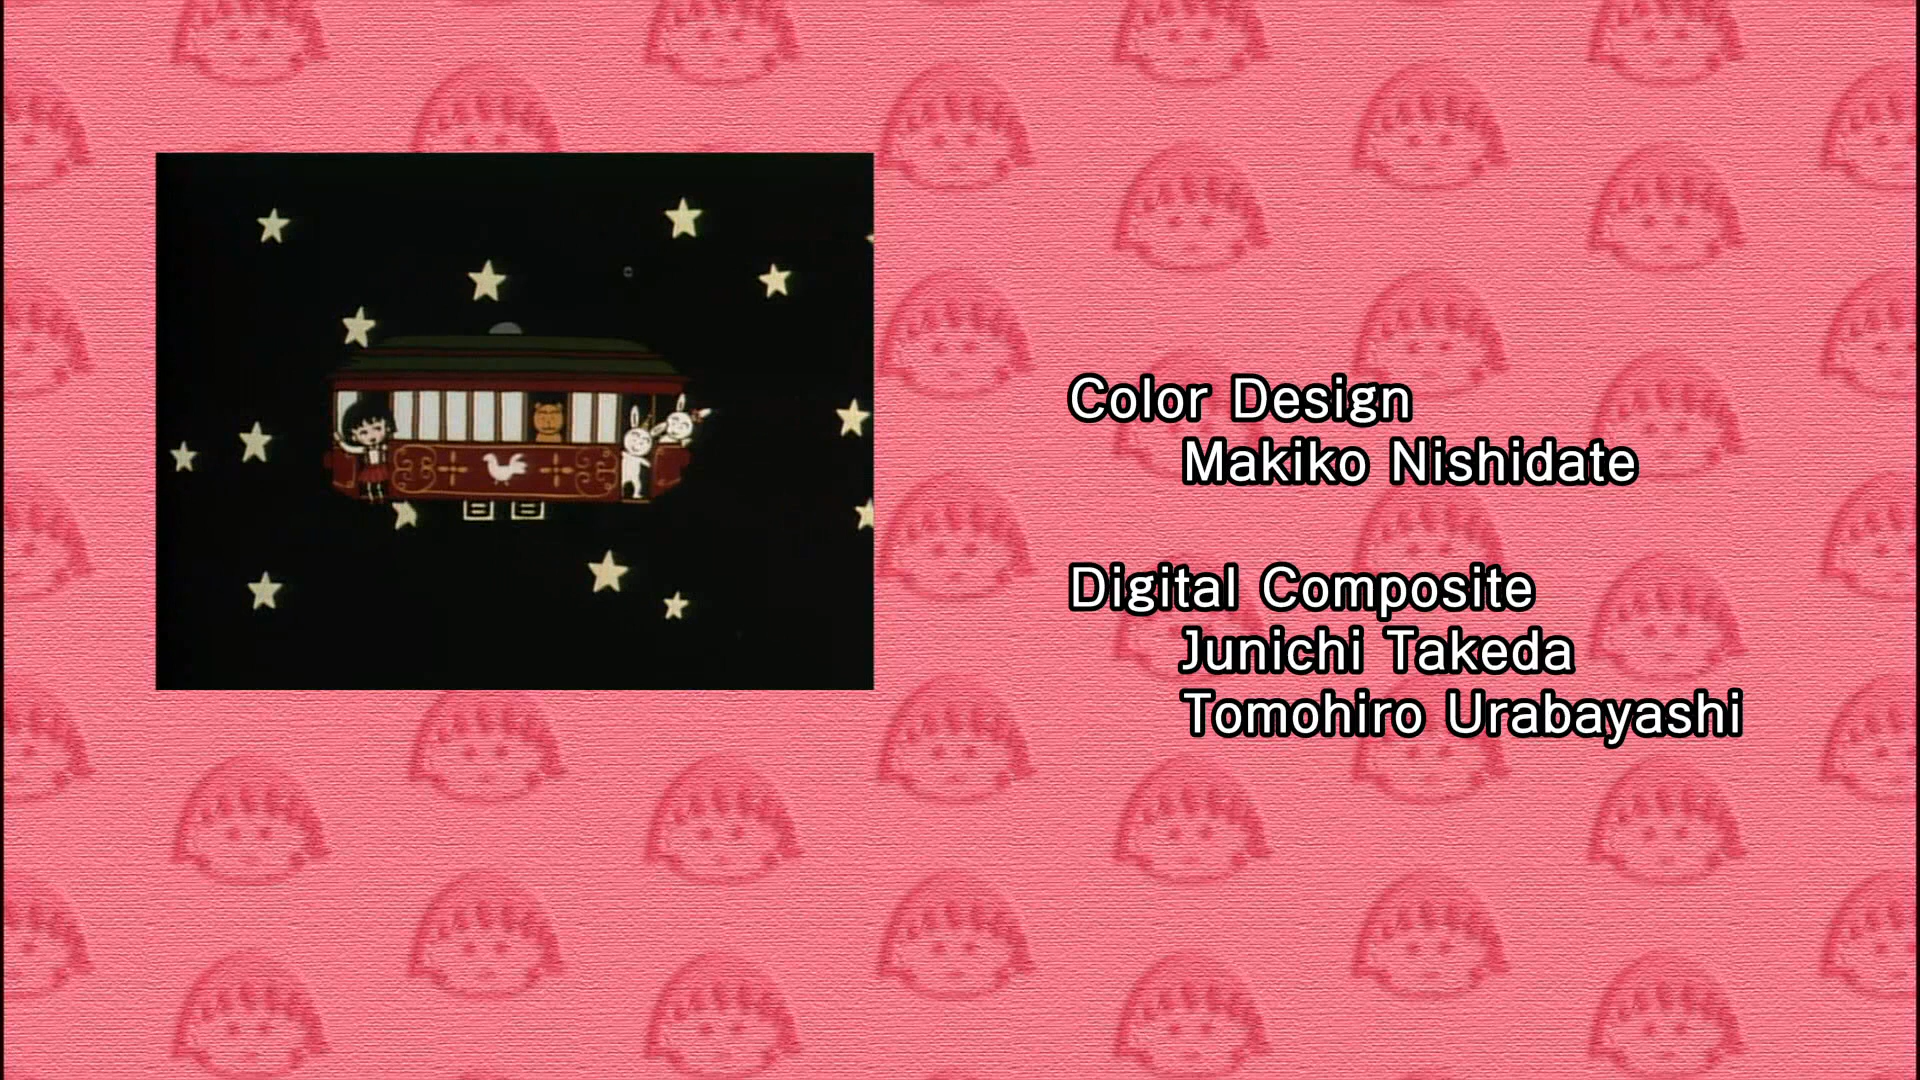 Color Design
Makiko Nishidate
Digital Composite
Junichi Takeda
Tomohiro Urabayashi